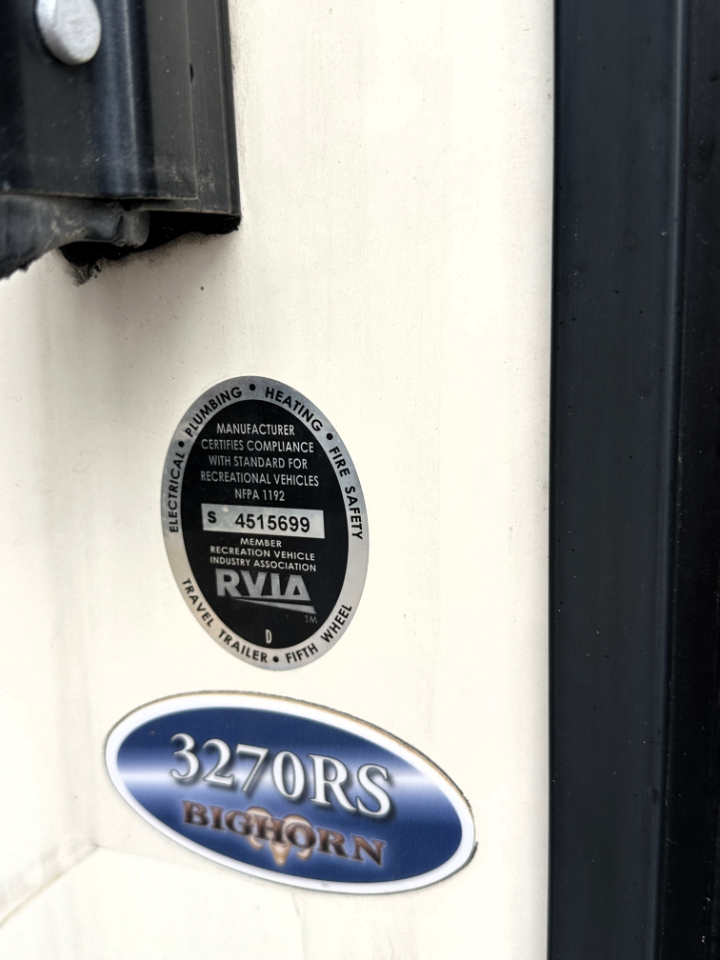 ELECTRICAL • PLUMBING • HEATING • FIRE SAFETY
MANUFACTURER
CERTIFIES COMPLIANCE
WITH STANDARD FOR
RECREATIONAL VEHICLES
NFPA 1192
S 4515699
MEMBER
RECREATION VEHICLE
INDUSTRY ASSOCIATION
RVIA
TM
D
TRAVEL TRAILER • FIFTH WHEEL
3270RS
BIGHORN